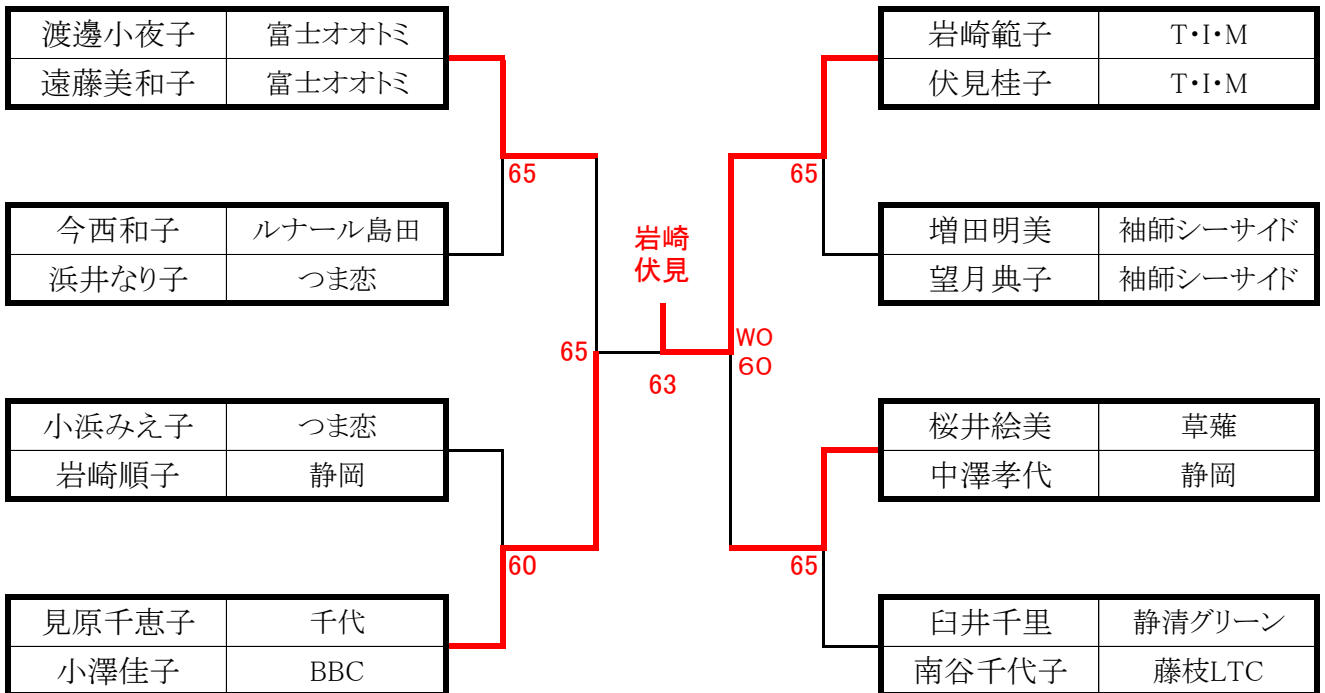 渡邊小夜子 富士オオトミ
遠藤美和子 富士オオトミ
65
今西和子 ルナール島田
浜井なり子 つま恋
65
小浜みえ子 つま恋
岩崎順子 静岡
60
見原千恵子 千代
小澤佳子 BBC
岩崎
伏見
63
岩崎範子 T・I・M
伏見桂子 T・I・M
65
増田明美 袖師シーサイド
望月典子 袖師シーサイド
WO
60
桜井絵美 草薙
中澤孝代 静岡
65
臼井千里 静清グリーン
南谷千代子 藤枝LTC